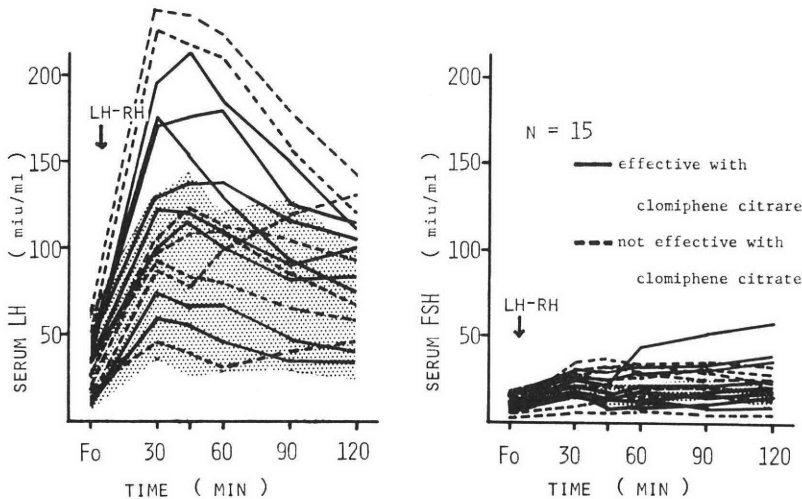 200
150
100
50
LH-RH
SERUM LH ( miu/ml )
Fo 30 60 90 120
TIME ( MIN )
200
150
100
50
LH-RH
SERUM FSH ( miu/ml )
N = 15
effective with
clomiphene citrare
not effective with
clomiphene citrate
Fo 30 60 90 120
TIME ( MIN )